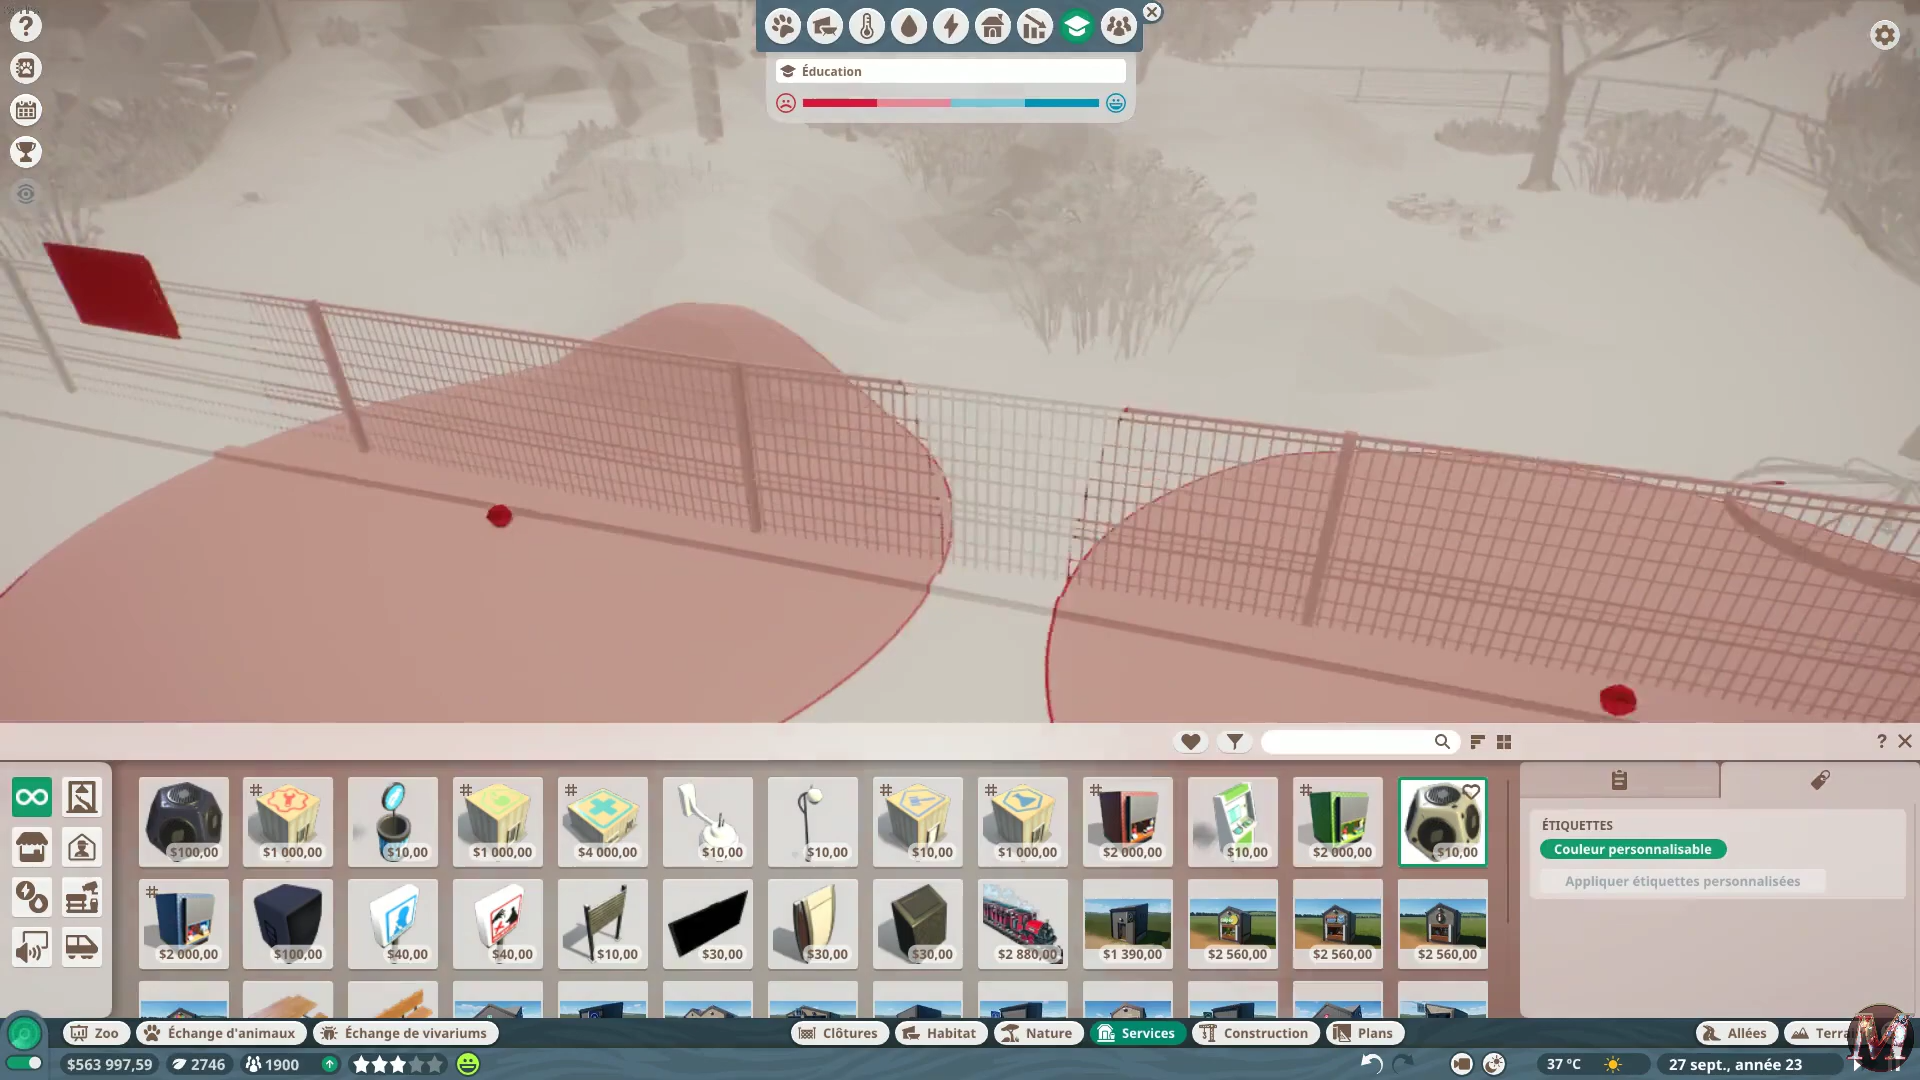 Éducation
$100,00
$1 000,00
$10,00
$1 000,00
$4 000,00
$10,00
$10,00
$10,00
$1 000,00
$2 000,00
$10,00
$2 000,00
$10,00
$2 000,00
$100,00
$40,00
$40,00
$10,00
$30,00
$30,00
$30,00
$2 880,00
$1 390,00
$2 560,00
$2 560,00
$2 560,00
ÉTIQUETTES
Couleur personnalisable
Appliquer étiquettes personnalisées
Zoo
Échange d'animaux
Échange de vivariums
Clôtures
Habitat
Nature
Services
Construction
Plans
Allées
$563 997,59
2746
1900
37 °C
27 sept., année 23